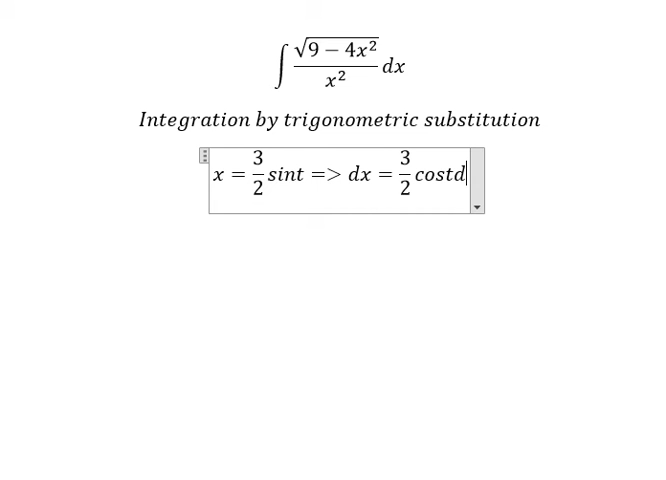 ∫ √(9 − 4x²) / x² dx
Integration by trigonometric substitution
x = 3/2 sint => dx = 3/2 costd